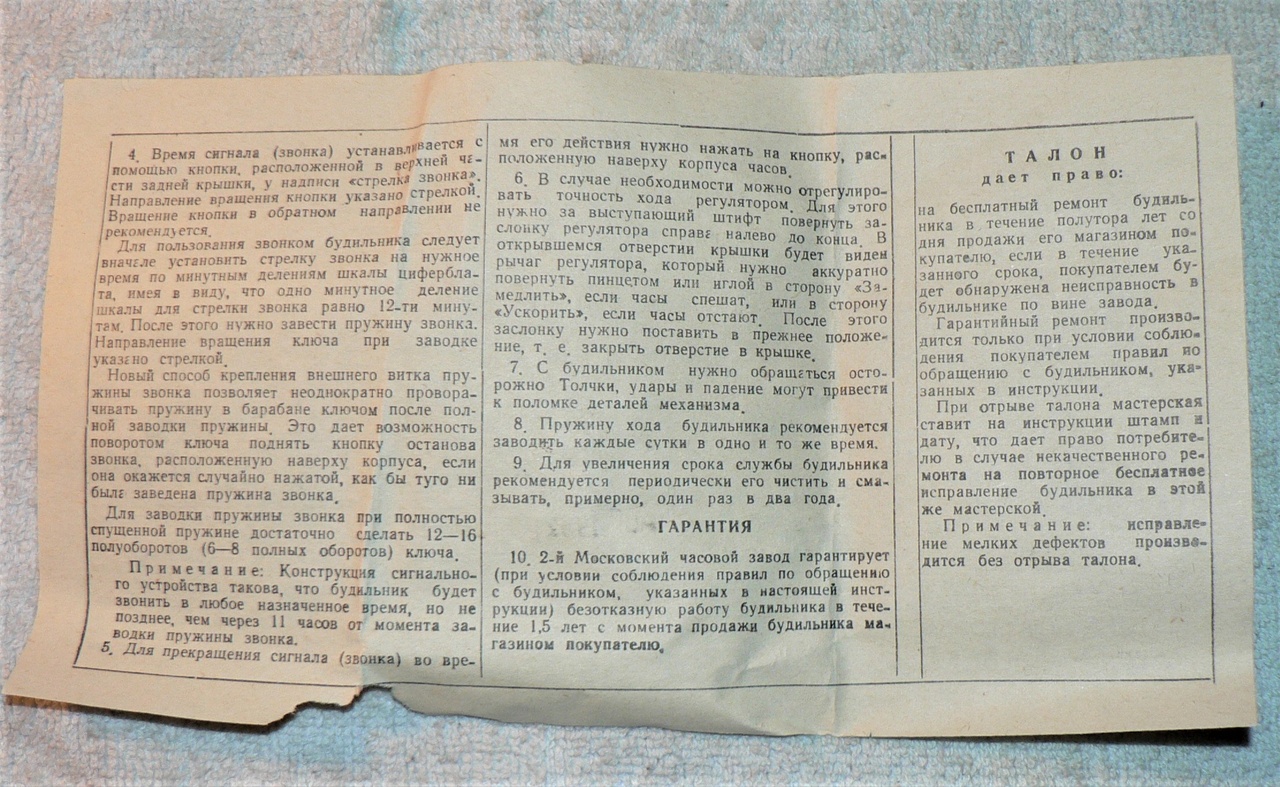 4. Время сигнала (звонка) устанавливается с
помощью кнопки, расположенной в верхней ча-
сти задней крышки, у надписи «стрелка звонка».
Направление вращения кнопки указано стрелкой.
Вращение кнопки в обратном направлении не
рекомендуется.
Для пользования звонком будильника следует
вначале установить стрелку звонка на нужное
время по минутным делениям шкалы цифербла-
та, имея в виду, что одно минутное деление
шкалы для стрелки звонка равно 12-ти мину-
там. После этого нужно завести пружину звонка.
Направление вращения ключа при заводке
указано стрелкой.
Новый способ крепления внешнего витка пру-
жины звонка позволяет неоднократно провора-
чивать пружину в барабане ключом после пол-
ной заводки пружины. Это дает возможность
поворотом ключа поднять кнопку останова
звонка, расположенную наверху корпуса, если
она окажется случайно нажатой, как бы туго ни
была заведена пружина звонка.
Для заводки пружины звонка при полностью
спущенной пружине достаточно сделать 12—16
полуоборотов (6—8 полных оборотов) ключа.
Примечание: Конструкция сигнально-
го устройства такова, что будильник будет
звонить в любое назначенное время, но не
позднее, чем через 11 часов от момента за-
водки пружины звонка.
5. Для прекращения сигнала (звонка) во вре-
мя его действия нужно нажать на кнопку, рас-
положенную наверху корпуса часов.
6. В случае необходимости можно отрегулиро-
вать точность хода регулятором. Для этого
нужно за выступающий штифт повернуть за-
слонку регулятора справа налево до конца. В
открывшемся отверстии крышки будет виден
рычаг регулятора, который нужно аккуратно
повернуть пинцетом или иглой в сторону «За-
медлить», если часы спешат, или в сторону
«Ускорить», если часы отстают. После этого
заслонку нужно поставить в прежнее положе-
ние, т. е. закрыть отверстие в крышке.
7. С будильником нужно обращаться осто-
рожно Толчки, удары и падение могут привести
к поломке деталей механизма.
8. Пружину хода будильника рекомендуется
заводить каждые сутки в одно и то же время.
9. Для увеличения срока службы будильника
рекомендуется периодически его чистить и сма-
зывать, примерно, один раз в два года.
ГАРАНТИЯ
10. 2-й Московский часовой завод гарантирует
(при условии соблюдения правил по обращению
с будильником, указанных в настоящей инст-
рукции) безотказную работу будильника в тече-
ние 1,5 лет с момента продажи будильника ма-
газином покупателю.
ТАЛОН
дает право:
на бесплатный ремонт будиль-
ника в течение полутора лет со
дня продажи его магазином по-
купателю, если в течение ука-
занного срока, покупателем бу-
дет обнаружена неисправность в
будильнике по вине завода.
Гарантийный ремонт произво-
дится только при условии соблю-
дения покупателем правил по
обращению с будильником, ука-
занных в инструкции.
При отрыве талона мастерская
ставит на инструкции штамп и
дату, что дает право потребите-
лю в случае некачественного ре-
монта на повторное бесплатное
исправление будильника в этой
же мастерской.
Примечание: исправле-
ние мелких дефектов произво-
дится без отрыва талона.